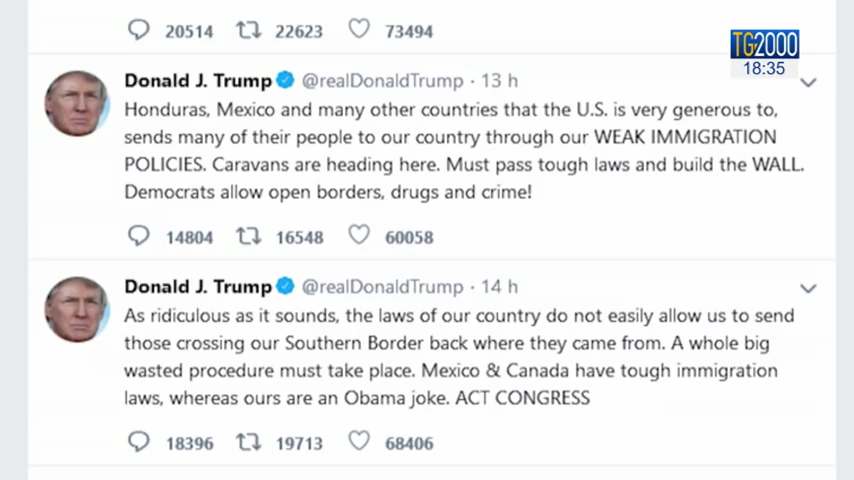 20514 22623 73494
TG2000
18:35
Donald J. Trump @realDonaldTrump · 13 h
Honduras, Mexico and many other countries that the U.S. is very generous to,
sends many of their people to our country through our WEAK IMMIGRATION
POLICIES. Caravans are heading here. Must pass tough laws and build the WALL.
Democrats allow open borders, drugs and crime!
14804 16548 60058
Donald J. Trump @realDonaldTrump · 14 h
As ridiculous as it sounds, the laws of our country do not easily allow us to send
those crossing our Southern Border back where they came from. A whole big
wasted procedure must take place. Mexico & Canada have tough immigration
laws, whereas ours are an Obama joke. ACT CONGRESS
18396 19713 68406